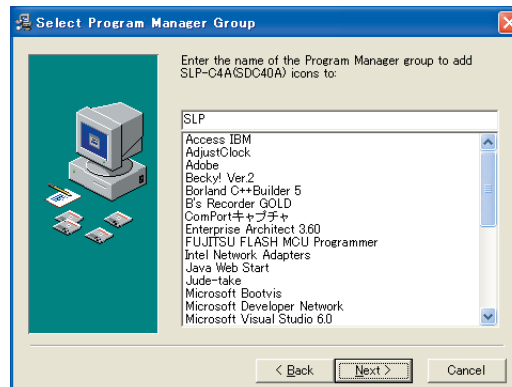 Select Program Manager Group
Enter the name of the Program Manager group to add
SLP-C4A(SDC40A) icons to:
SLP
Access IBM
AdjustClock
Adobe
Becky! Ver.2
Borland C++Builder 5
B's Recorder GOLD
ComPortキャプチャ
Enterprise Architect 3.60
FUJITSU FLASH MCU Programmer
Intel Network Adapters
Java Web Start
Jude-take
Microsoft Bootvis
Microsoft Developer Network
Microsoft Visual Studio 6.0
< Back
Next >
Cancel